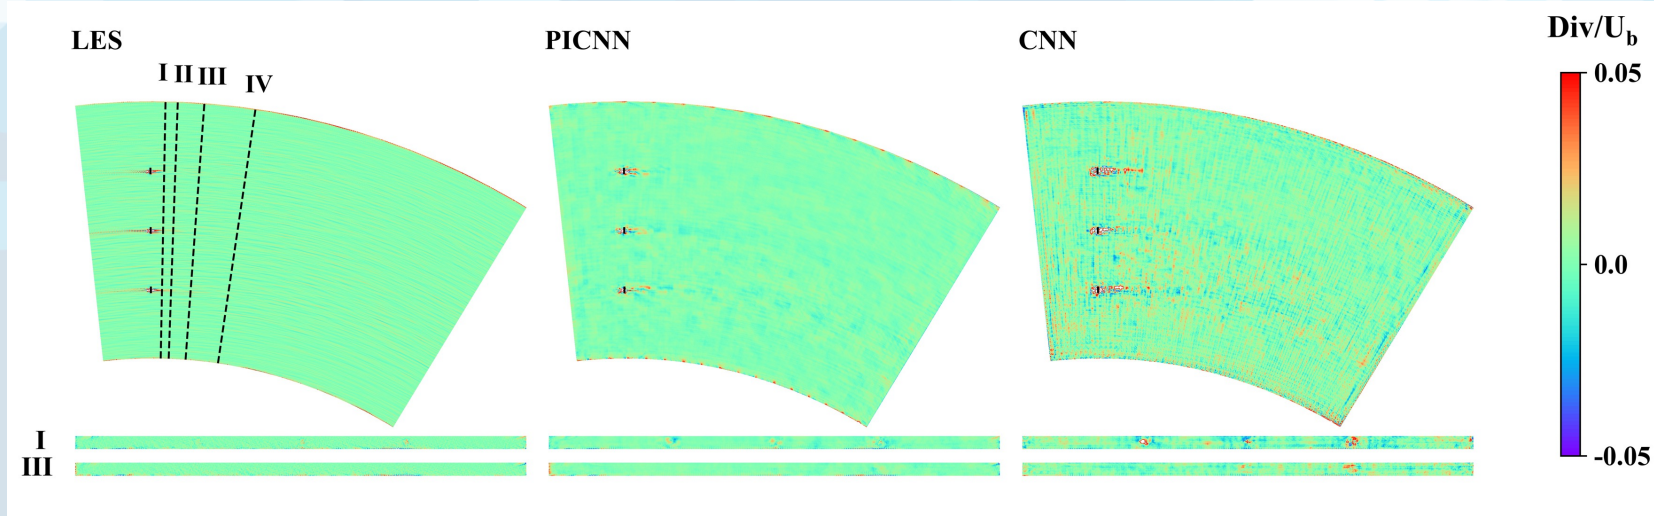 LES
PICNN
CNN
Div/U_b
I II III IV
0.05
0.0
-0.05
I
III